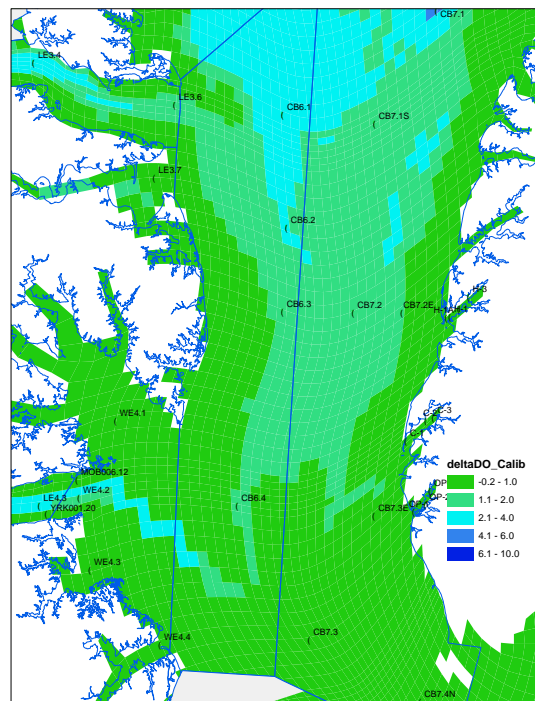 CB7.1
LE3.4
LE3.6
CB6.1
CB7.1S
LE3.7
CB6.2
H-3
CB6.3
CB7.2
CB7.2E
WE4.1
C-3
deltaDO_Calib
-0.2 - 1.0
1.1 - 2.0
2.1 - 4.0
4.1 - 6.0
6.1 - 10.0
MOB006.12
WE4.2
LE4.3
YRK001.20
CB6.4
CB7.3E
WE4.3
WE4.4
CB7.3
CB7.4N